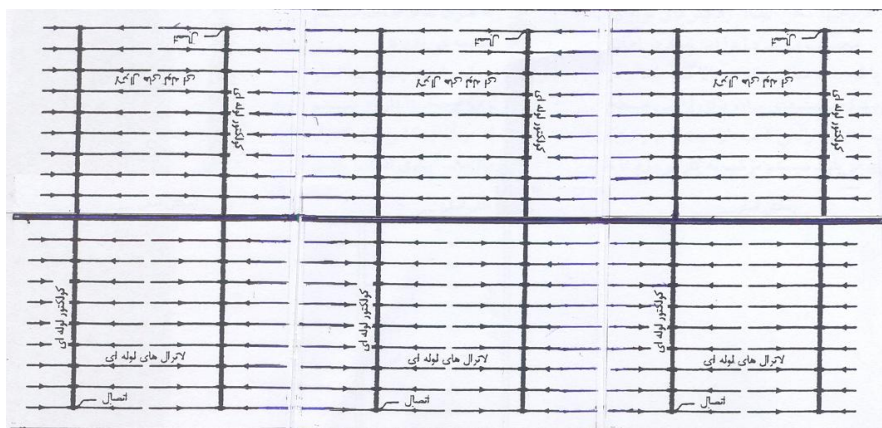 اتصال
اتصال
اتصال
لاترال های لوله ای
لاترال های لوله ای
لاترال های لوله ای
کولکتور لوله ای
کولکتور لوله ای
کولکتور لوله ای
کولکتور لوله ای
کولکتور لوله ای
کولکتور لوله ای
لاترال های لوله ای
لاترال های لوله ای
لاترال های لوله ای
اتصال
اتصال
اتصال